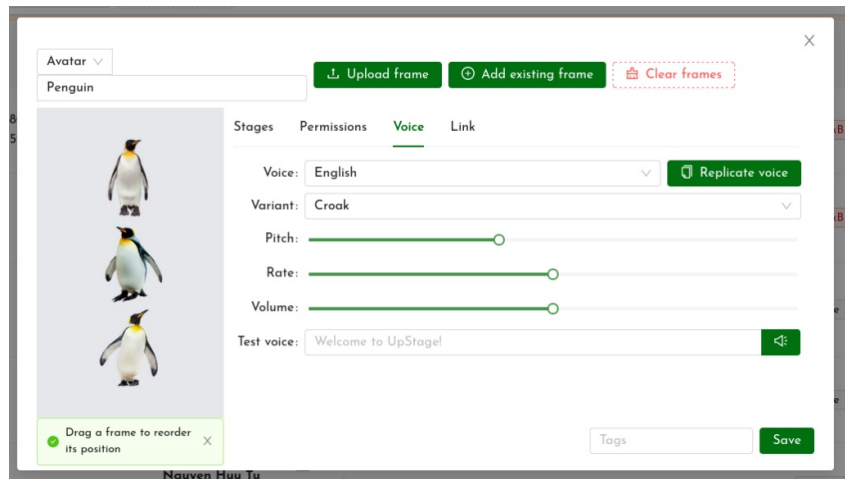 Avatar
Penguin
Upload frame
Add existing frame
Clear frames
Stages Permissions Voice Link
Voice: English
Replicate voice
Variant: Croak
Pitch:
Rate:
Volume:
Test voice: Welcome to UpStage!
Drag a frame to reorder
its position
Tags
Save
Nguyen Huu Tu